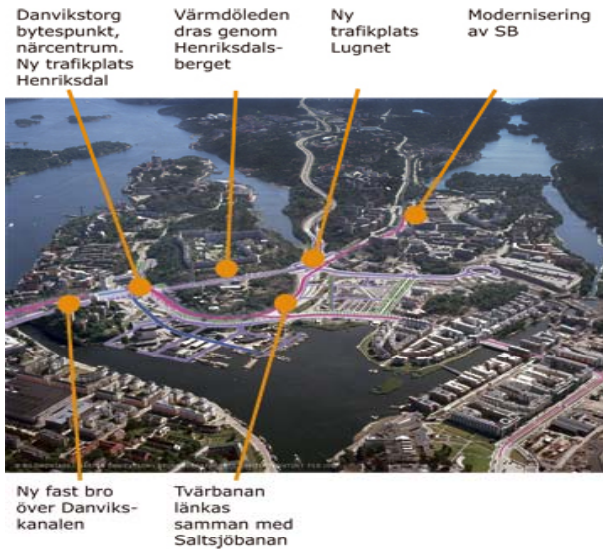 Danvikstorg
bytespunkt,
närcentrum.
Ny trafikplats
Henriksdal
Värmdöleden
dras genom
Henriksdals-
berget
Ny
trafikplats
Lugnet
Modernisering
av SB
Ny fast bro
över Danviks-
kanalen
Tvärbanan
länkas
samman med
Saltsjöbanan